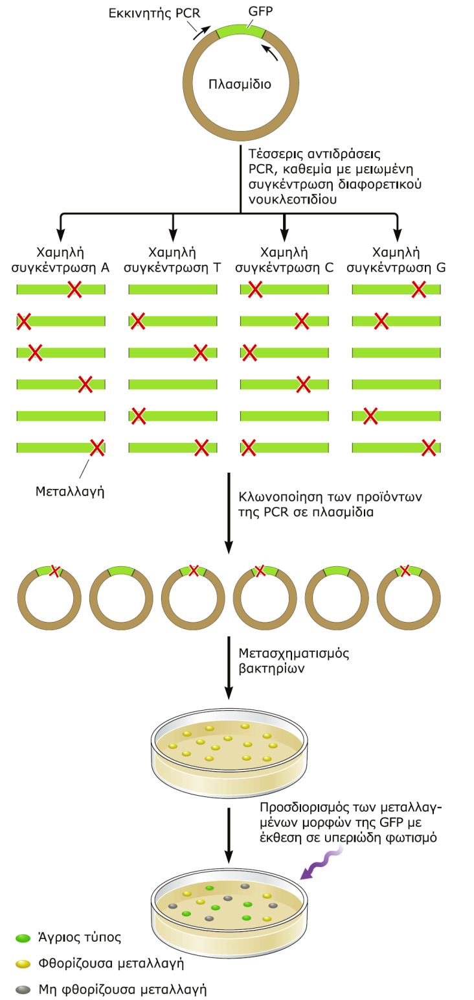 Εκκινητής PCR
GFP
Πλασμίδιο
Τέσσερις αντιδράσεις
PCR, καθεμία με μειωμένη
συγκέντρωση διαφορετικού
νουκλεοτιδίου
Χαμηλή
συγκέντρωση A
Χαμηλή
συγκέντρωση T
Χαμηλή
συγκέντρωση C
Χαμηλή
συγκέντρωση G
Μεταλλαγή
Κλωνοποίηση των προϊόντων
της PCR σε πλασμίδια
Μετασχηματισμός
βακτηρίων
Προσδιορισμός των μεταλλαγ-
μένων μορφών της GFP με
έκθεση σε υπεριώδη φωτισμό
Άγριος τύπος
Φθορίζουσα μεταλλαγή
Μη φθορίζουσα μεταλλαγή